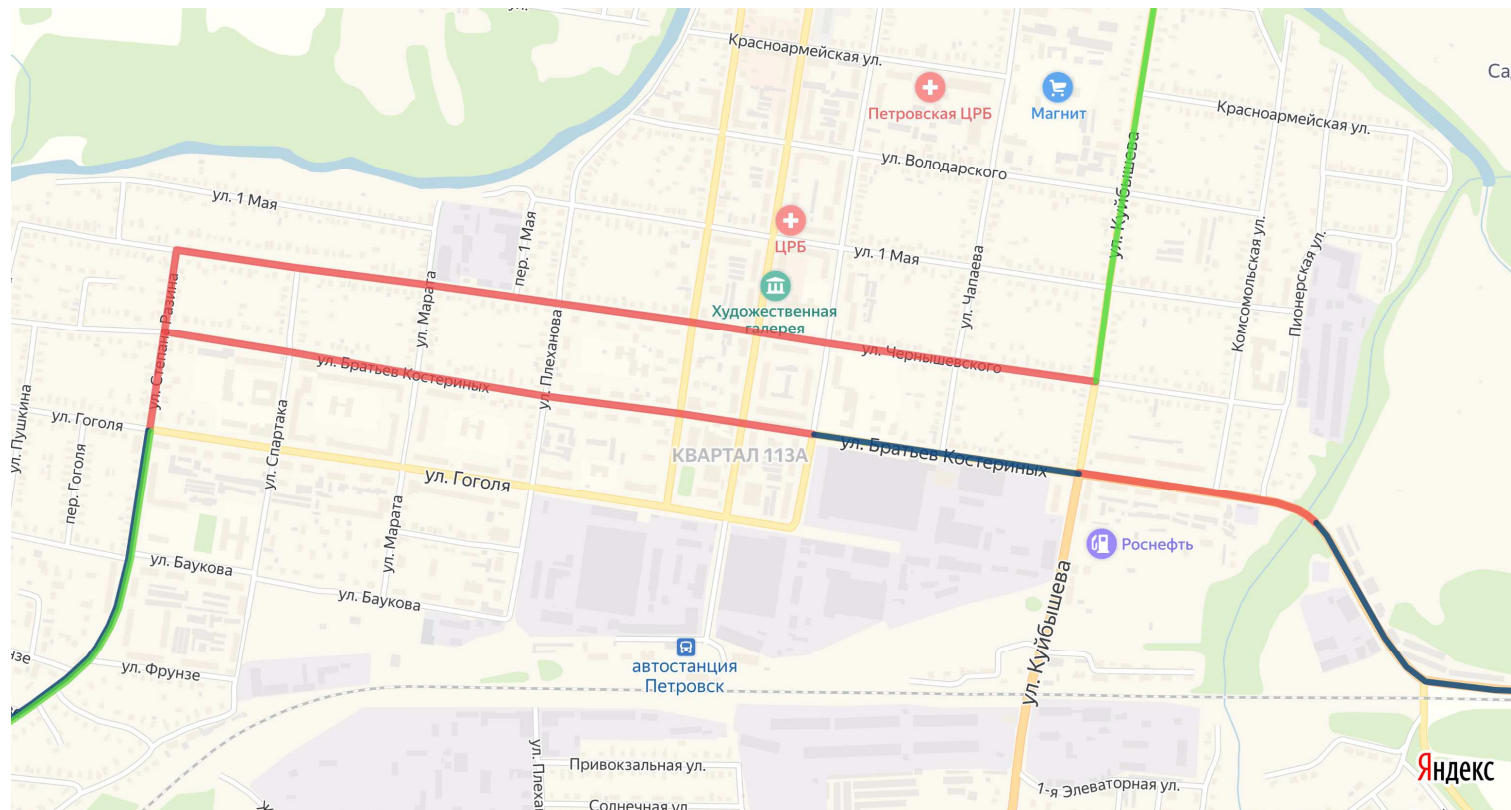 Красноармейская ул.
Петровская ЦРБ
Магнит
Красноармейская ул.
ул. Володарского
ул. Куйбышева
ул. 1 Мая
пер. 1 Мая
ЦРБ
ул. 1 Мая
ул. Чапаева
Комсомольская ул.
Пионерская ул.
Художественная
галерея
ул. Степана Разина
ул. Марата
ул. Плеханова
ул. Чернышевского
ул. Братьев Костериных
ул. Пушкина
ул. Гоголя
пер. Гоголя
ул. Спартака
КВАРТАЛ 113А
ул. Братьев Костериных
ул. Гоголя
ул. Марата
Роснефть
ул. Баукова
ул. Баукова
ул. Куйбышева
автостанция
Петровск
ул. Фрунзе
Привокзальная ул.
1-я Элеваторная ул.
Солнечная ул.
Яндекс